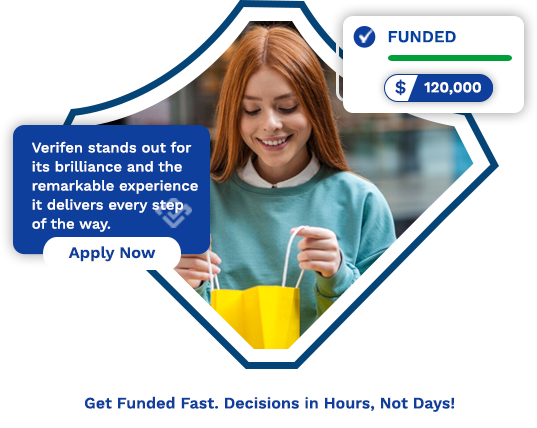 FUNDED
$ 120,000
Verifen stands out for
its brilliance and the
remarkable experience
it delivers every step
of the way.
Apply Now
Get Funded Fast. Decisions in Hours, Not Days!